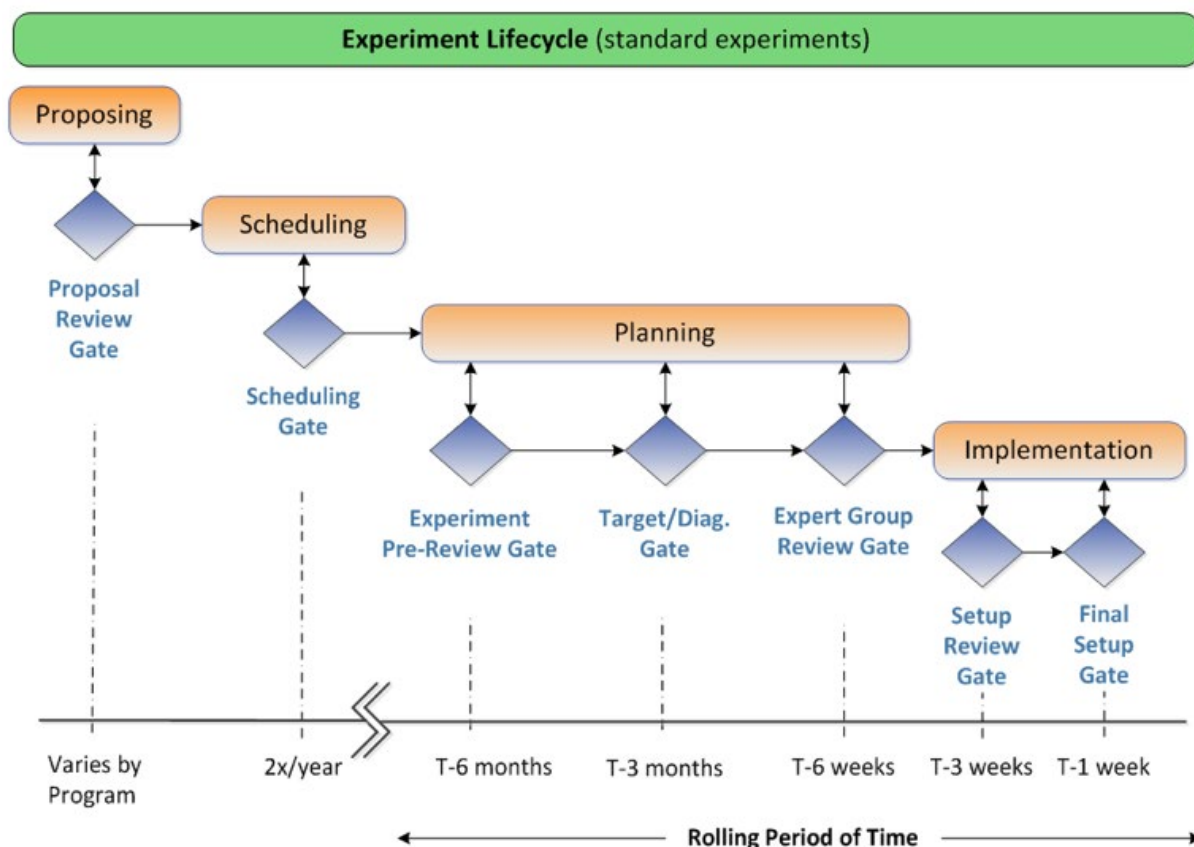 Experiment Lifecycle (standard experiments)
Proposing
Scheduling
Proposal
Review
Gate
Planning
Scheduling
Gate
Implementation
Experiment
Pre-Review Gate
Target/Diag.
Gate
Expert Group
Review Gate
Setup
Review
Gate
Final
Setup
Gate
Varies by
Program
2x/year
T-6 months
T-3 months
T-6 weeks
T-3 weeks
T-1 week
Rolling Period of Time